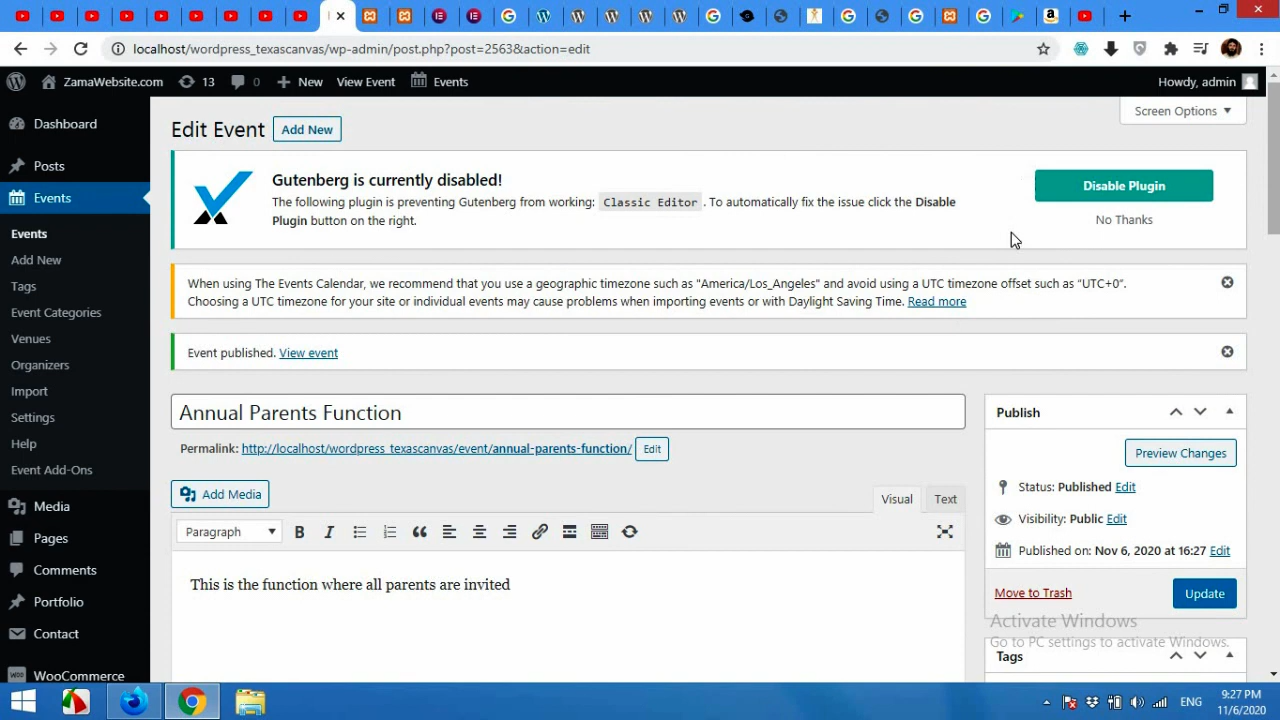 localhost/wordpress_texascanvas/wp-admin/post.php?post=2563&action=edit
ZamaWebsite.com
13
0
New
View Event
Events
Howdy, admin
Screen Options
Dashboard
Posts
Events
Events
Add New
Tags
Event Categories
Venues
Organizers
Import
Settings
Help
Event Add-Ons
Media
Pages
Comments
Portfolio
Contact
WooCommerce
Edit Event
Add New
Gutenberg is currently disabled!
The following plugin is preventing Gutenberg from working: Classic Editor . To automatically fix the issue click the Disable
Plugin button on the right.
Disable Plugin
No Thanks
When using The Events Calendar, we recommend that you use a geographic timezone such as "America/Los_Angeles" and avoid using a UTC timezone offset such as "UTC+0".
Choosing a UTC timezone for your site or individual events may cause problems when importing events or with Daylight Saving Time. Read more
Event published. View event
Annual Parents Function
Permalink: http://localhost/wordpress_texascanvas/event/annual-parents-function/ Edit
Add Media
Visual
Text
Paragraph
This is the function where all parents are invited
Publish
Preview Changes
Status: Published Edit
Visibility: Public Edit
Published on: Nov 6, 2020 at 16:27 Edit
Move to Trash
Update
Activate Windows
Go to PC settings to activate Windows.
Tags
ENG
9:27 PM
11/6/2020